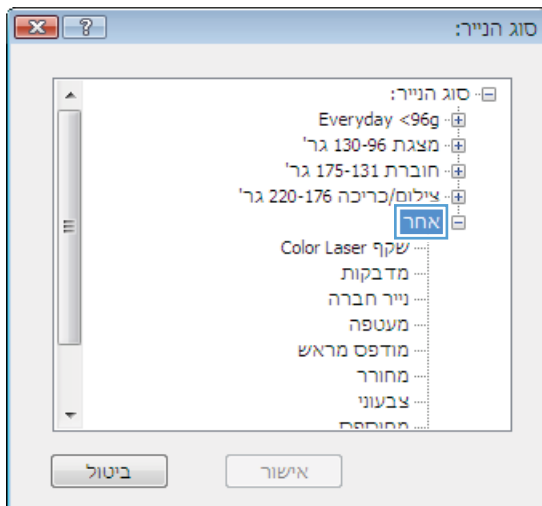 סוג הנייר:
סוג הנייר:
Everyday <96g
מצגת 130-96 גר'
חוברת 175-131 גר'
צילום/כריכה 220-176 גר'
אחר
שקף Color Laser
מדבקות
נייר חברה
מעטפה
מודפס מראש
מחורר
צבעוני
מחוספס
אישור
ביטול